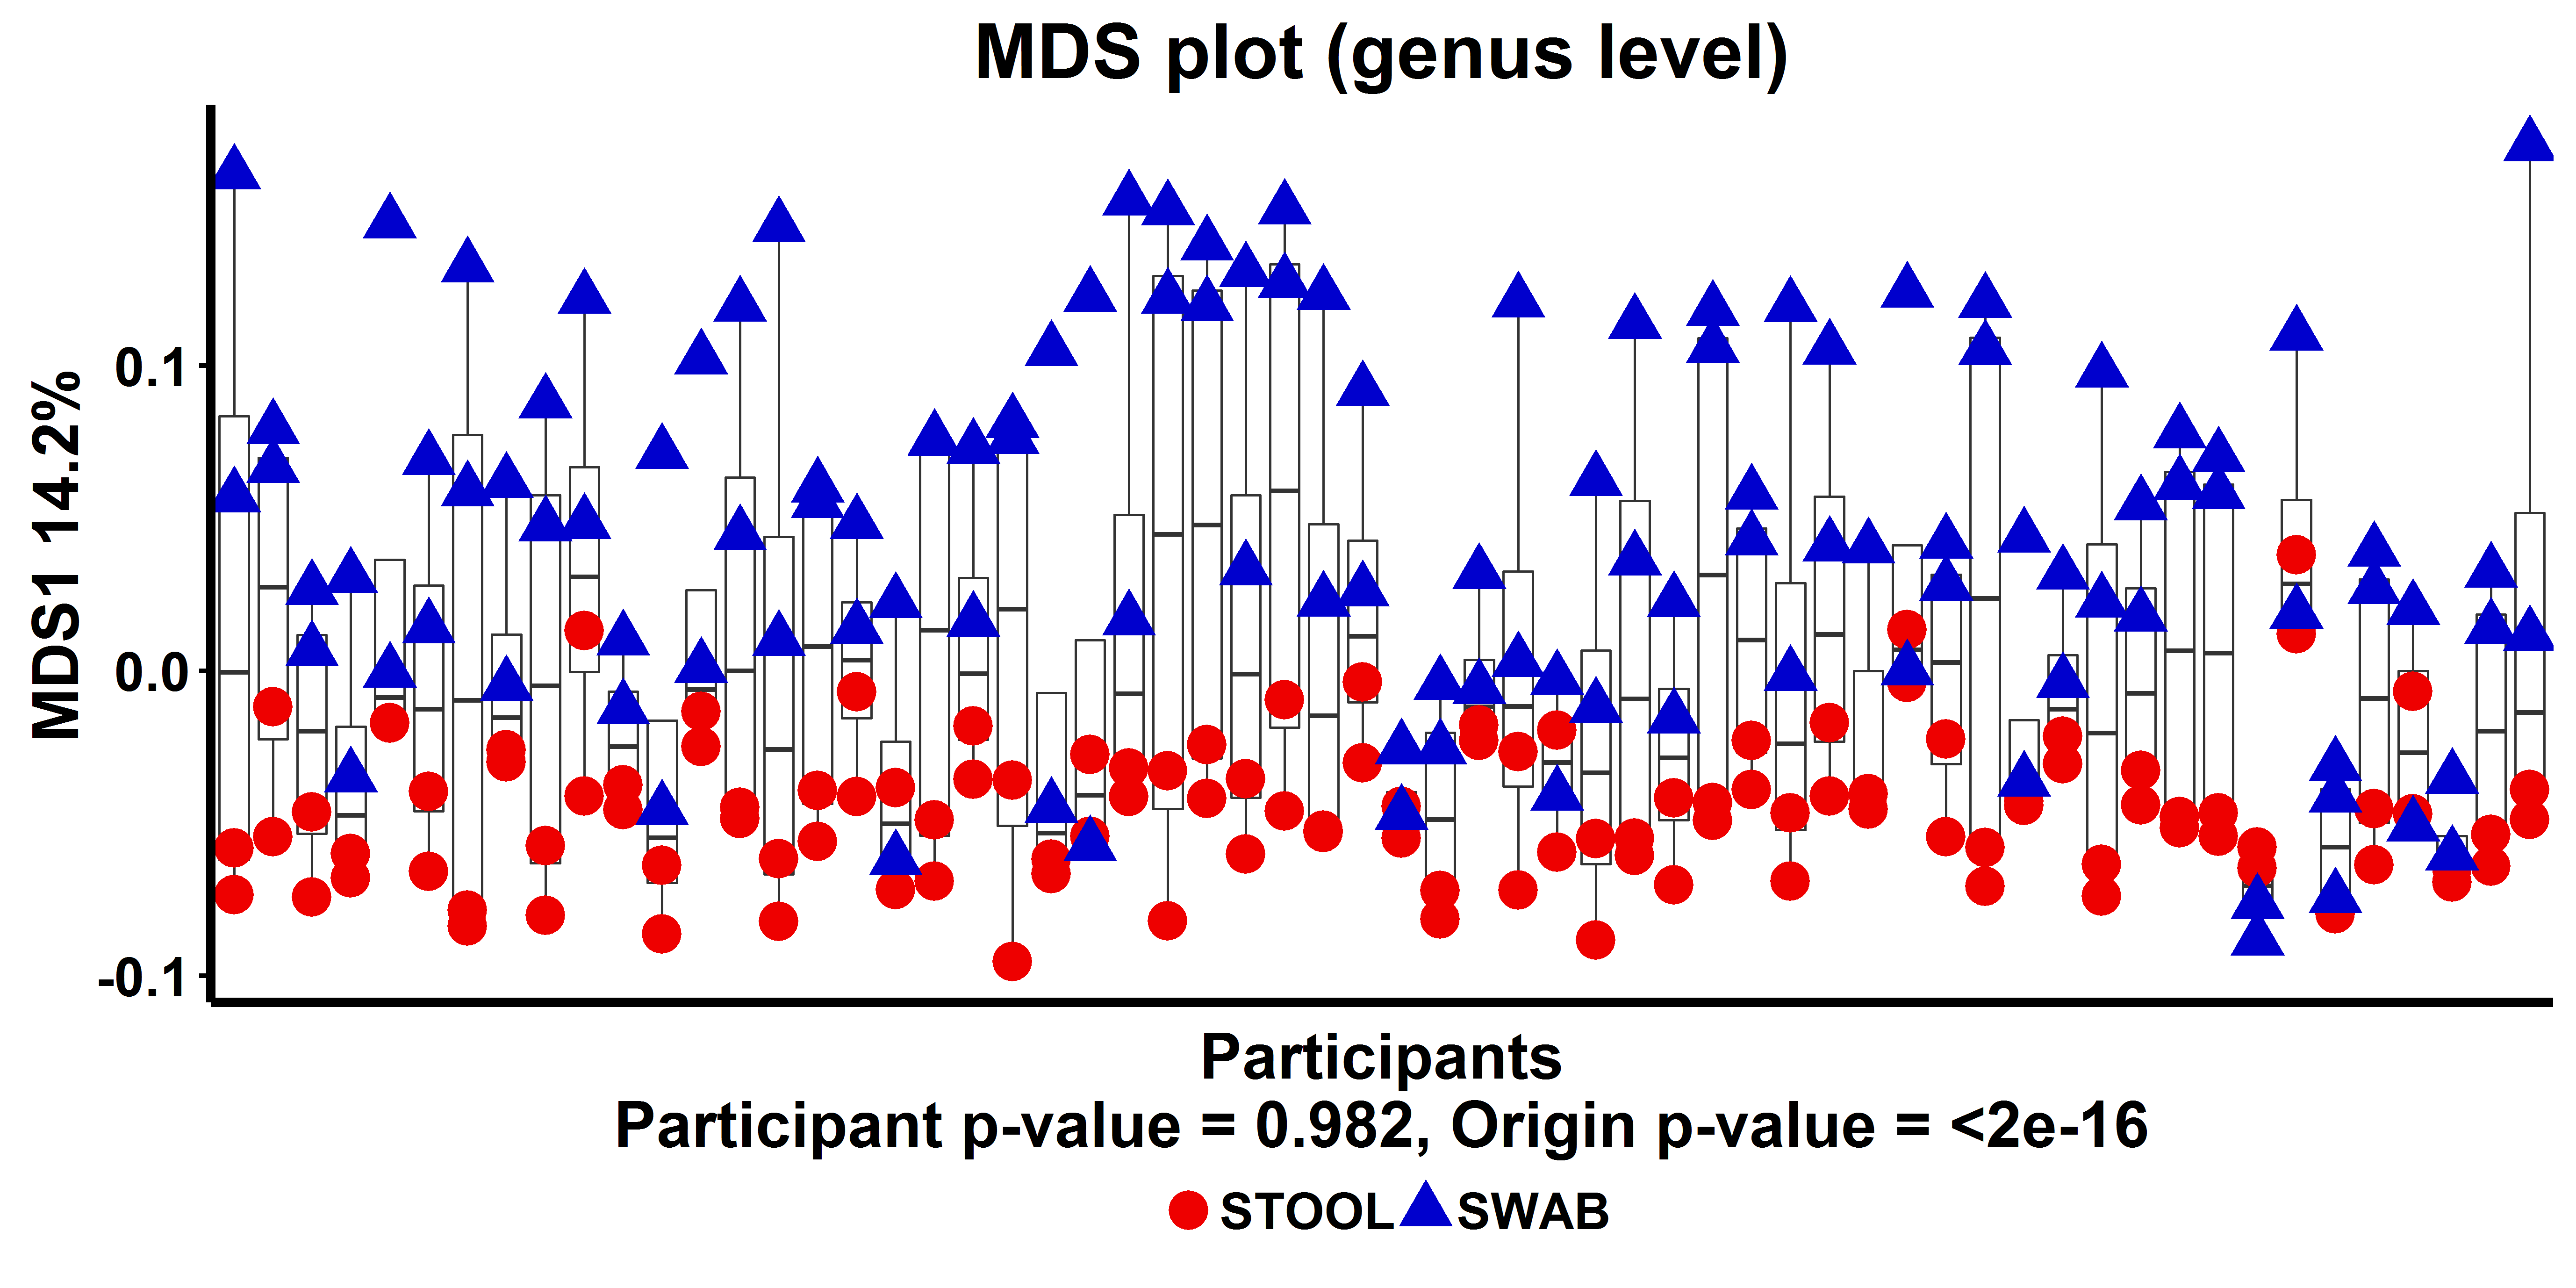 MDS plot (genus level)
MDS1 14.2%
0.1
0.0
-0.1
Participants
Participant p-value = 0.982, Origin p-value = <2e-16
STOOL SWAB